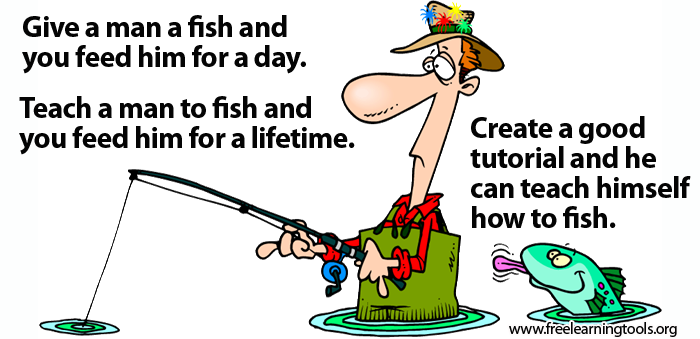 Give a man a fish and
you feed him for a day.
Teach a man to fish and
you feed him for a lifetime.
Create a good
tutorial and he
can teach himself
how to fish.
www.freelearningtools.org